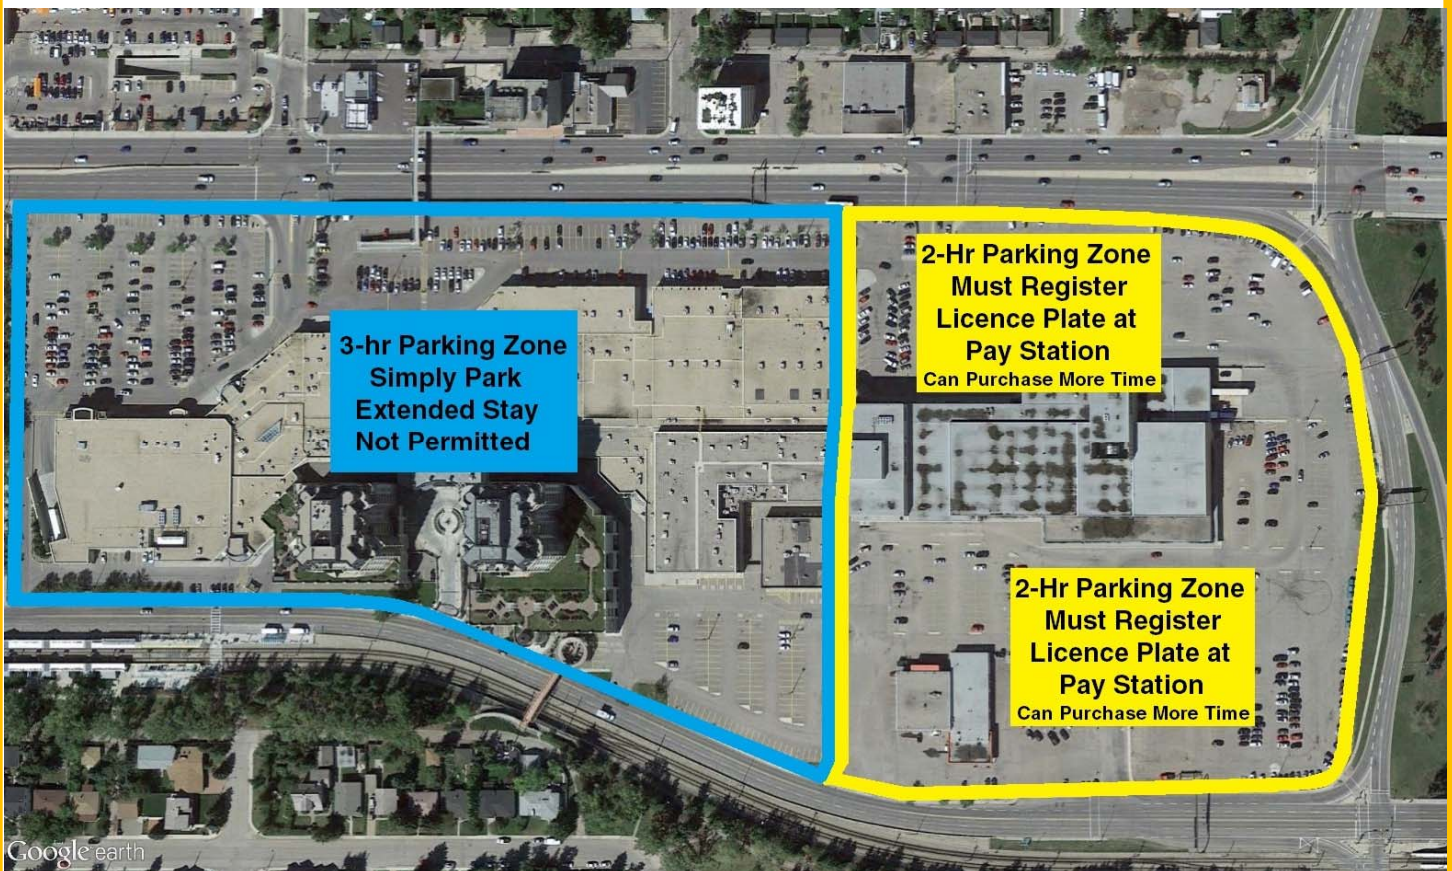 2-Hr Parking Zone
Must Register
Licence Plate at
Pay Station
Can Purchase More Time
3-hr Parking Zone
Simply Park
Extended Stay
Not Permitted
2-Hr Parking Zone
Must Register
Licence Plate at
Pay Station
Can Purchase More Time
Google earth